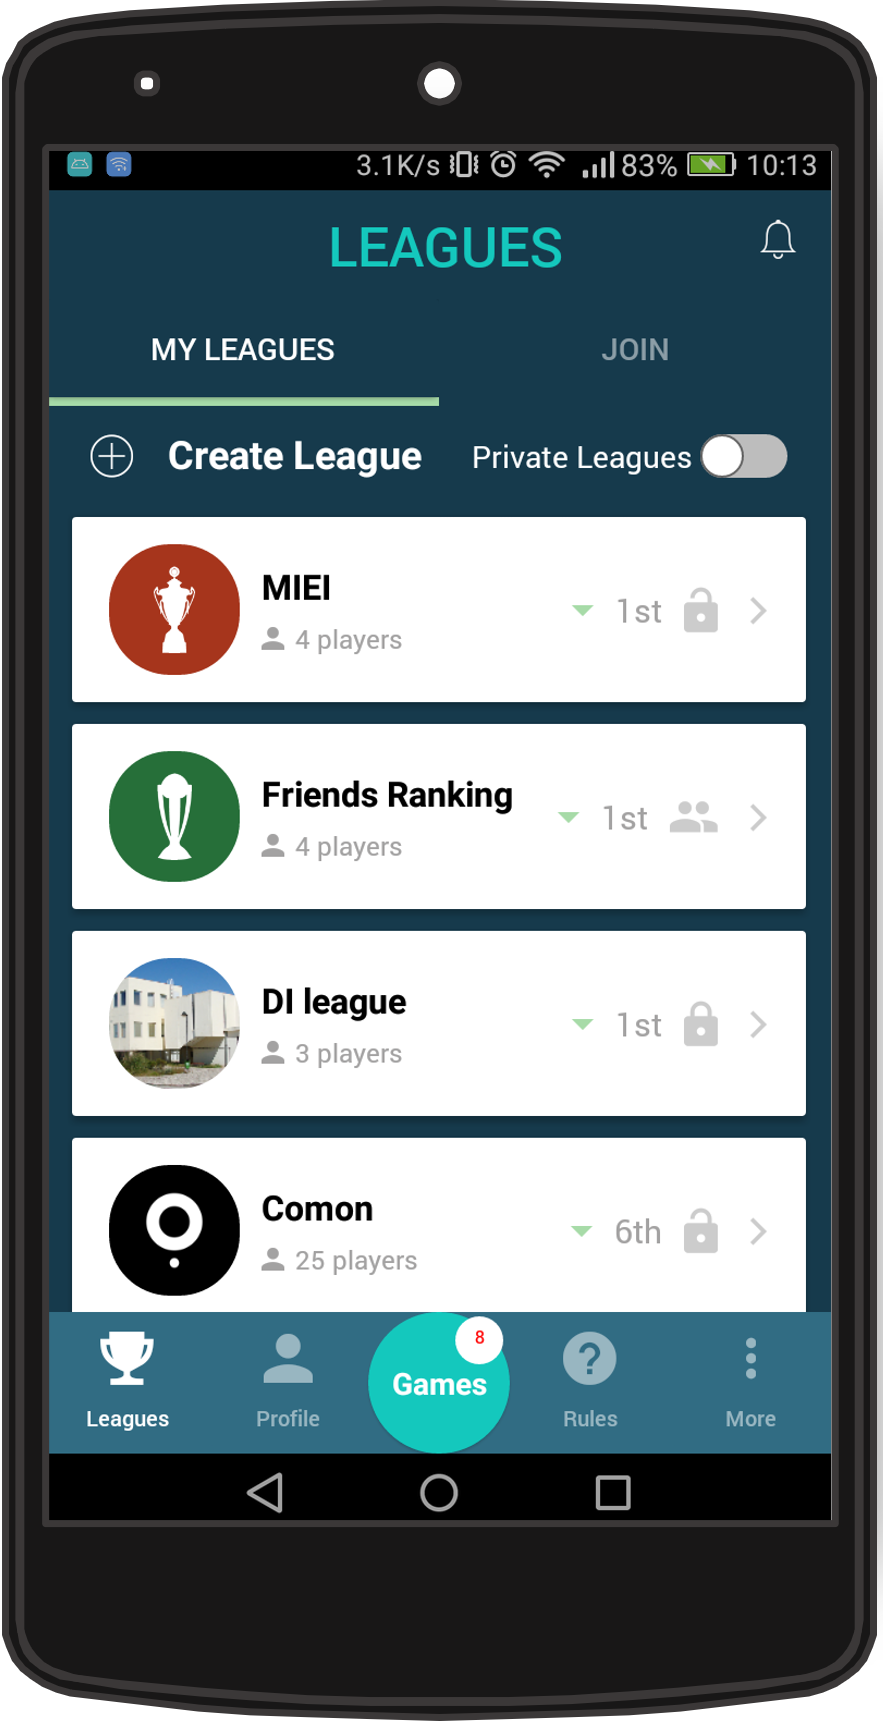 3.1K/s 83% 10:13
LEAGUES
MY LEAGUES JOIN
Create League Private Leagues
MIEI
4 players
1st
Friends Ranking
4 players
1st
DI league
3 players
1st
Comon
25 players
6th
8
Games
Leagues Profile Rules More